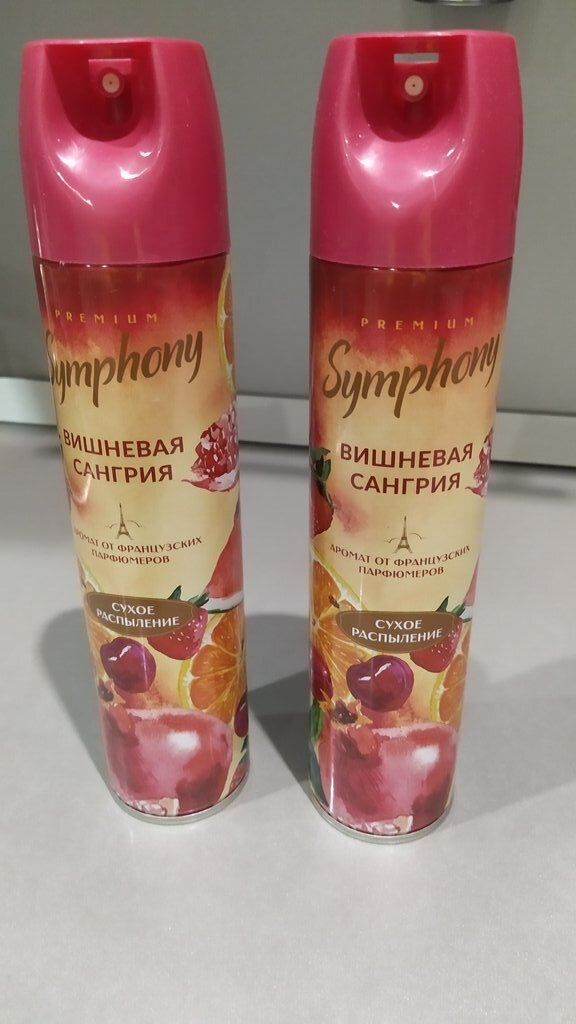 PREMIUM
Symphony
ВИШНЕВАЯ
САНГРИЯ
АРОМАТ ОТ ФРАНЦУЗСКИХ
ПАРФЮМЕРОВ
СУХОЕ
РАСПЫЛЕНИЕ
PREMIUM
Symphony
ВИШНЕВАЯ
САНГРИЯ
АРОМАТ ОТ ФРАНЦУЗСКИХ
ПАРФЮМЕРОВ
СУХОЕ
РАСПЫЛЕНИЕ